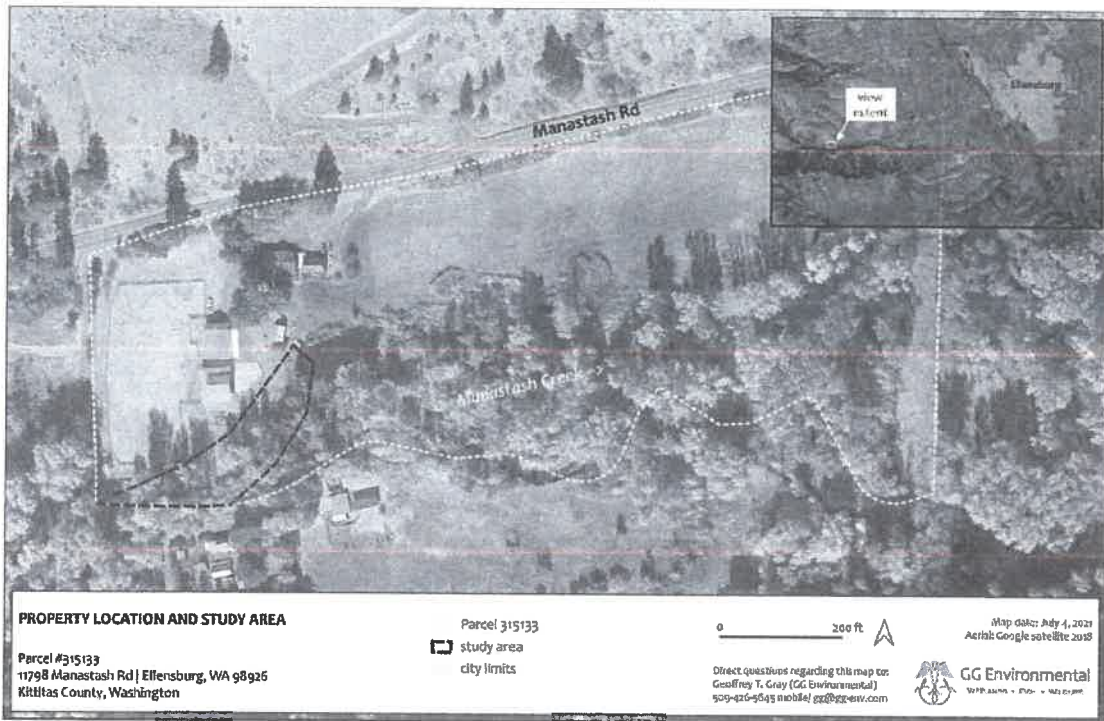 Manastash Rd
view
extent
Ellensburg
Manastash Creek ->
PROPERTY LOCATION AND STUDY AREA
Parcel #315133
11798 Manastash Rd | Ellensburg, WA 98926
Kittitas County, Washington
Parcel 315133
study area
city limits
0 200 ft
Direct questions regarding this map to:
Geoffrey T. Gray (GG Environmental)
509-426-5645 mobile/ gg@gg-env.com
Map date: July 4, 2021
Aerial: Google satellite 2018
GG Environmental